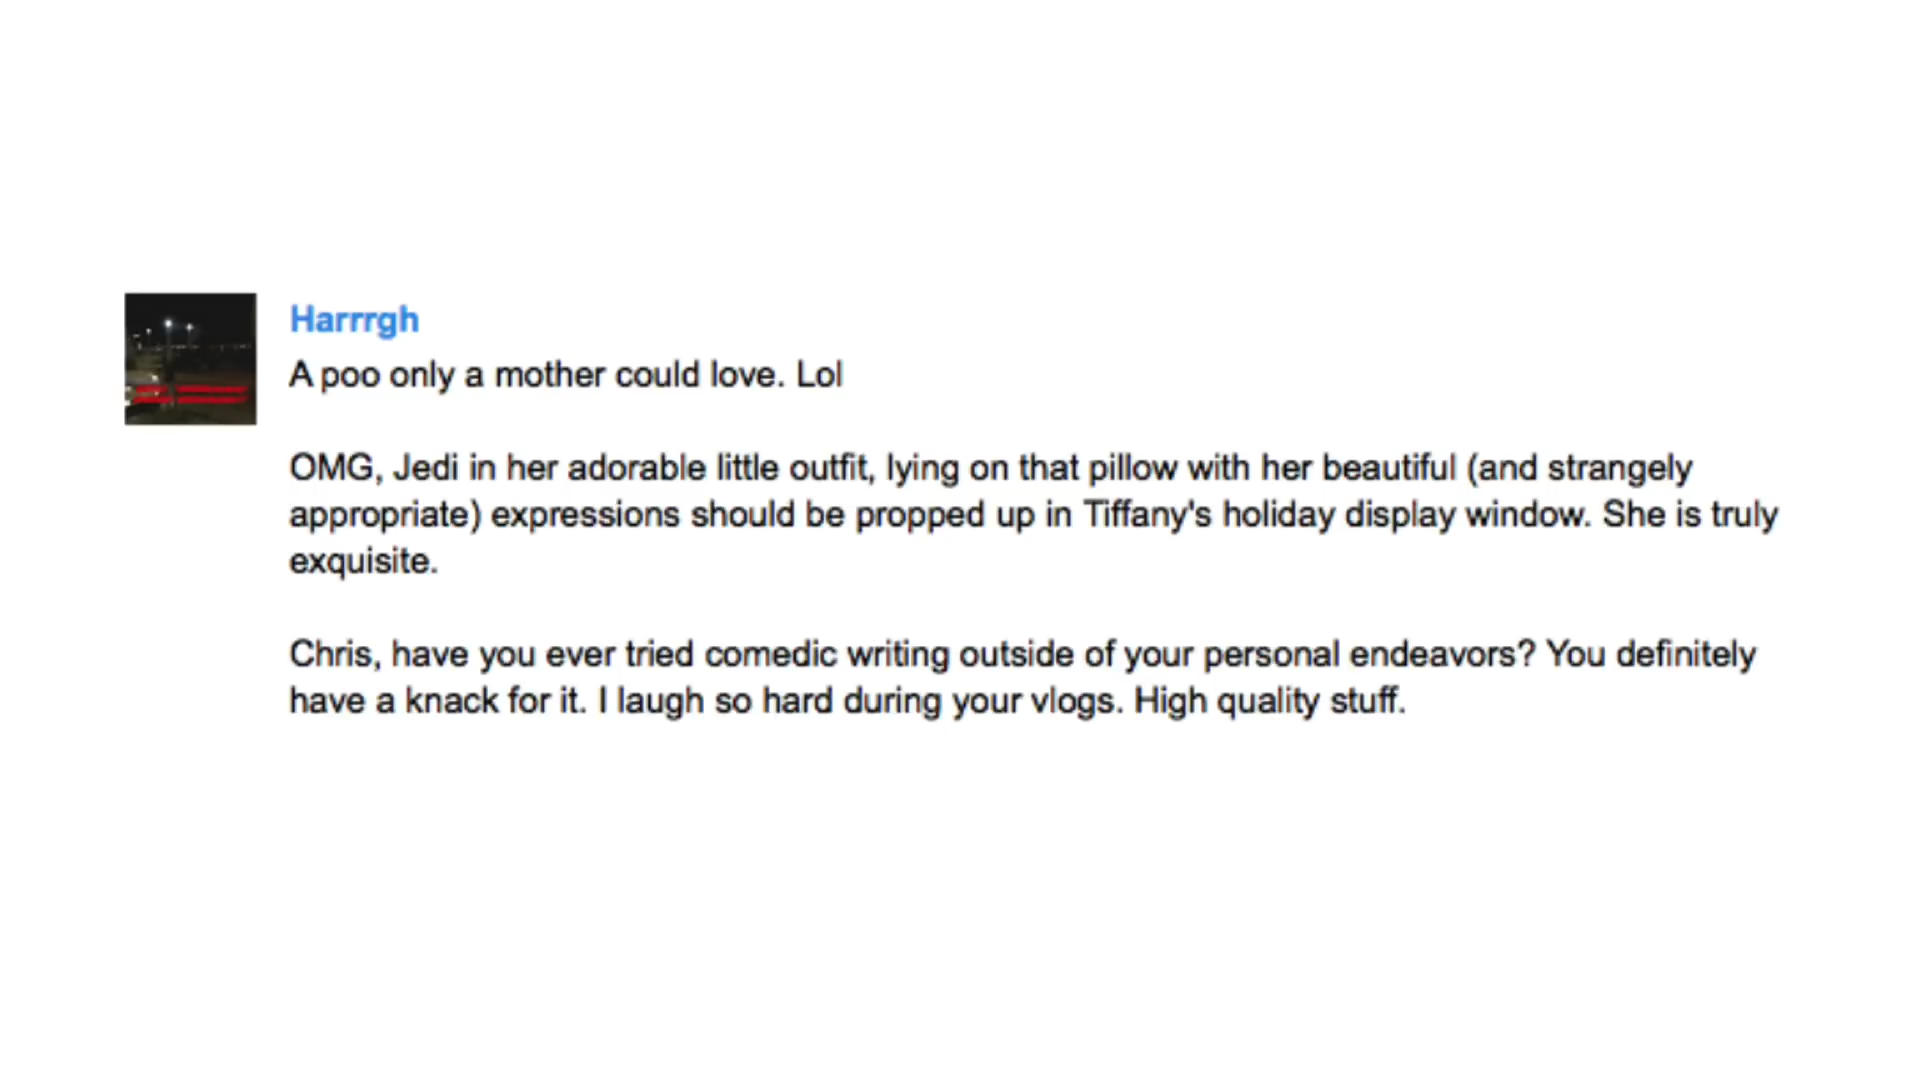 Harrrgh
A poo only a mother could love. Lol
OMG, Jedi in her adorable little outfit, lying on that pillow with her beautiful (and strangely
appropriate) expressions should be propped up in Tiffany's holiday display window. She is truly
exquisite.
Chris, have you ever tried comedic writing outside of your personal endeavors? You definitely
have a knack for it. I laugh so hard during your vlogs. High quality stuff.